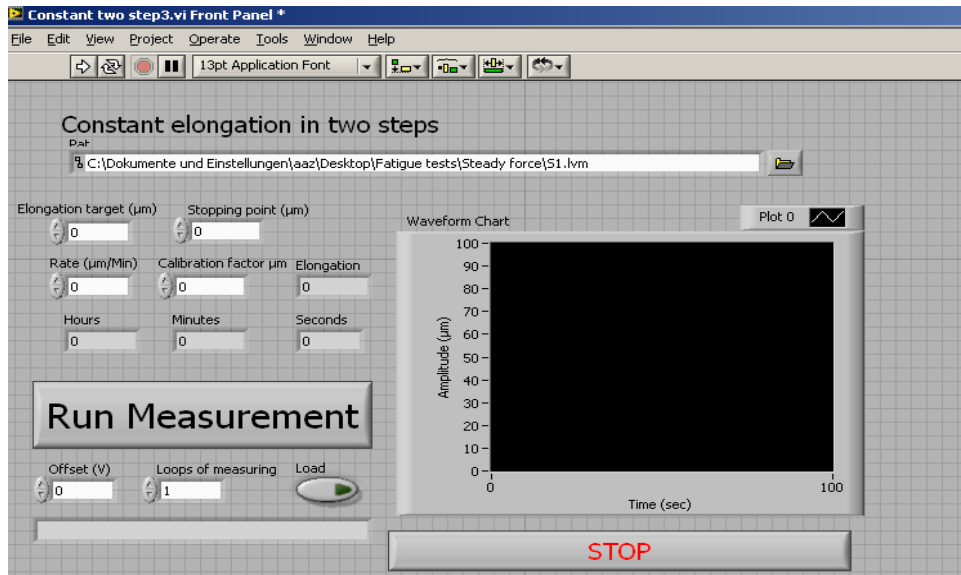 Constant two step3.vi Front Panel *
File Edit View Project Operate Tools Window Help
13pt Application Font
Constant elongation in two steps
Pat
C:\Dokumente und Einstellungen\aaz\Desktop\Fatigue tests\Steady force\S1.lvm
Elongation target (µm) Stopping point (µm)
0 0
Rate (µm/Min) Calibration factor µm Elongation
0 0 0
Hours Minutes Seconds
0 0 0
Run Measurement
Offset (V) Loops of measuring Load
0 1
Waveform Chart Plot 0
Amplitude (µm)
100
90
80
70
60
50
40
30
20
10
0
0 100
Time (sec)
STOP